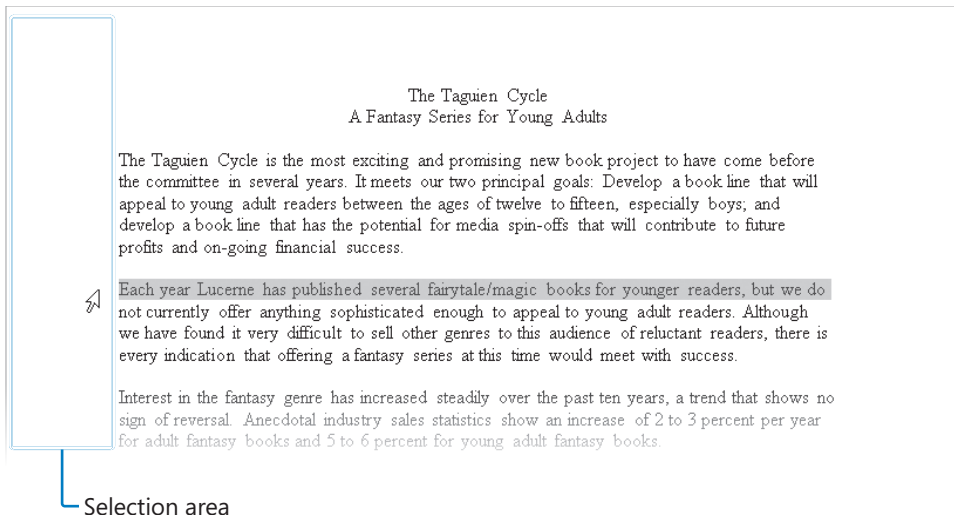 The Taguien Cycle
A Fantasy Series for Young Adults
The Taguien Cycle is the most exciting and promising new book project to have come before
the committee in several years. It meets our two principal goals: Develop a book line that will
appeal to young adult readers between the ages of twelve to fifteen, especially boys; and
develop a book line that has the potential for media spin-offs that will contribute to future
profits and on-going financial success.
Each year Lucerne has published several fairytale/magic books for younger readers, but we do
not currently offer anything sophisticated enough to appeal to young adult readers. Although
we have found it very difficult to sell other genres to this audience of reluctant readers, there is
every indication that offering a fantasy series at this time would meet with success.
Interest in the fantasy genre has increased steadily over the past ten years, a trend that shows no
sign of reversal. Anecdotal industry sales statistics show an increase of 2 to 3 percent per year
for adult fantasy books and 5 to 6 percent for young adult fantasy books.
Selection area